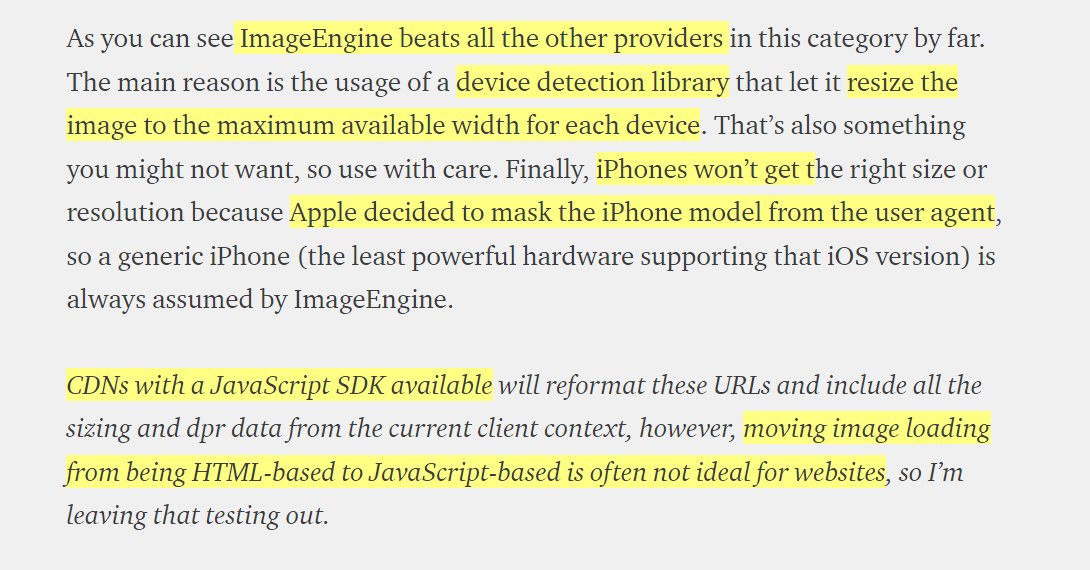 As you can see ImageEngine beats all the other providers in this category by far.
The main reason is the usage of a device detection library that let it resize the
image to the maximum available width for each device. That’s also something
you might not want, so use with care. Finally, iPhones won’t get the right size or
resolution because Apple decided to mask the iPhone model from the user agent,
so a generic iPhone (the least powerful hardware supporting that iOS version) is
always assumed by ImageEngine.
CDNs with a JavaScript SDK available will reformat these URLs and include all the
sizing and dpr data from the current client context, however, moving image loading
from being HTML-based to JavaScript-based is often not ideal for websites, so I’m
leaving that testing out.